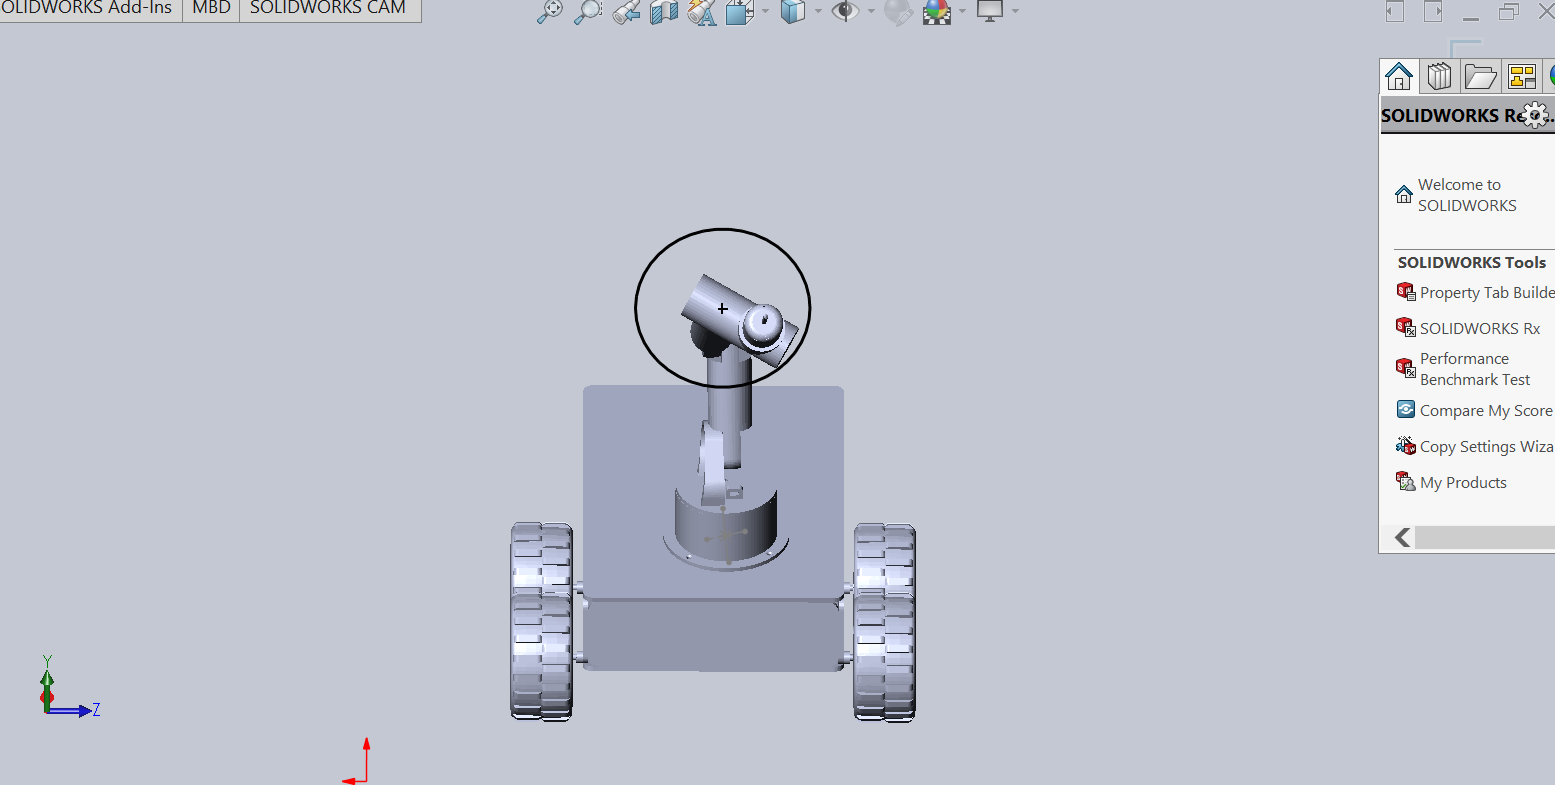 OLIDWORKS Add-Ins MBD SOLIDWORKS CAM
SOLIDWORKS Re...
Welcome to
SOLIDWORKS
SOLIDWORKS Tools
Property Tab Builde
SOLIDWORKS Rx
Performance
Benchmark Test
Compare My Score
Copy Settings Wiza
My Products
Y
Z